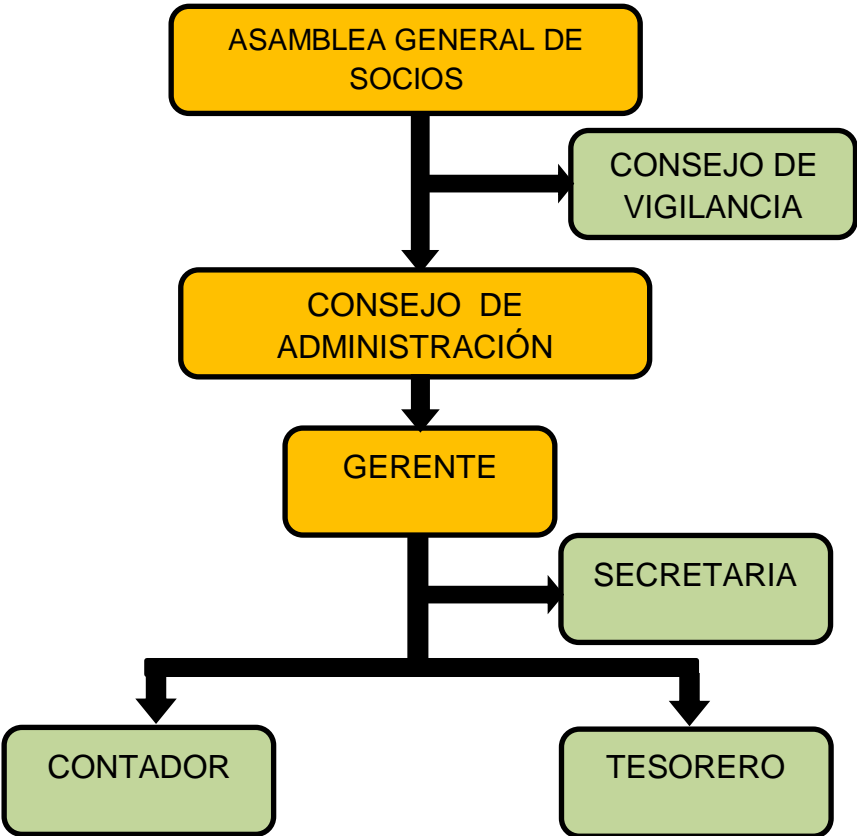 ASAMBLEA GENERAL DE
SOCIOS
CONSEJO DE
VIGILANCIA
CONSEJO DE
ADMINISTRACIÓN
GERENTE
SECRETARIA
CONTADOR
TESORERO